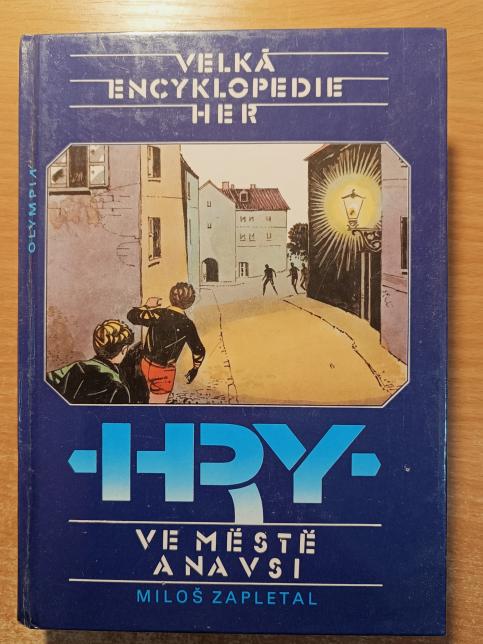 VELKÁ
ENCYKLOPEDIE
HER
OLYMPIA
HRY
VE MĚSTĚ
A NA VSI
MILOŠ ZAPLETAL